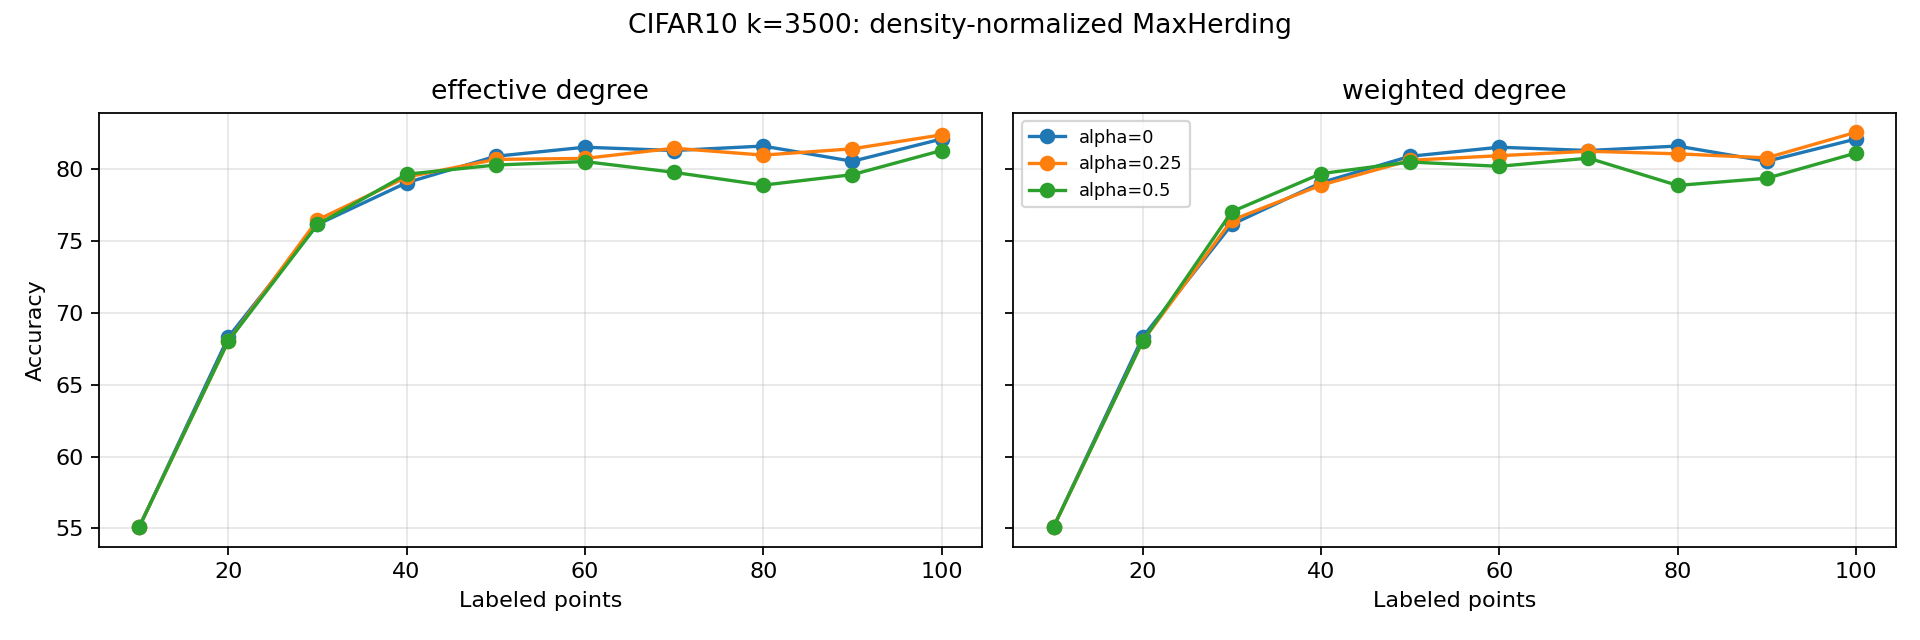 CIFAR10 k=3500: density-normalized MaxHerding
effective degree
Accuracy
80
75
70
65
60
55
20 40 60 80 100
Labeled points
weighted degree
alpha=0
alpha=0.25
alpha=0.5
20 40 60 80 100
Labeled points